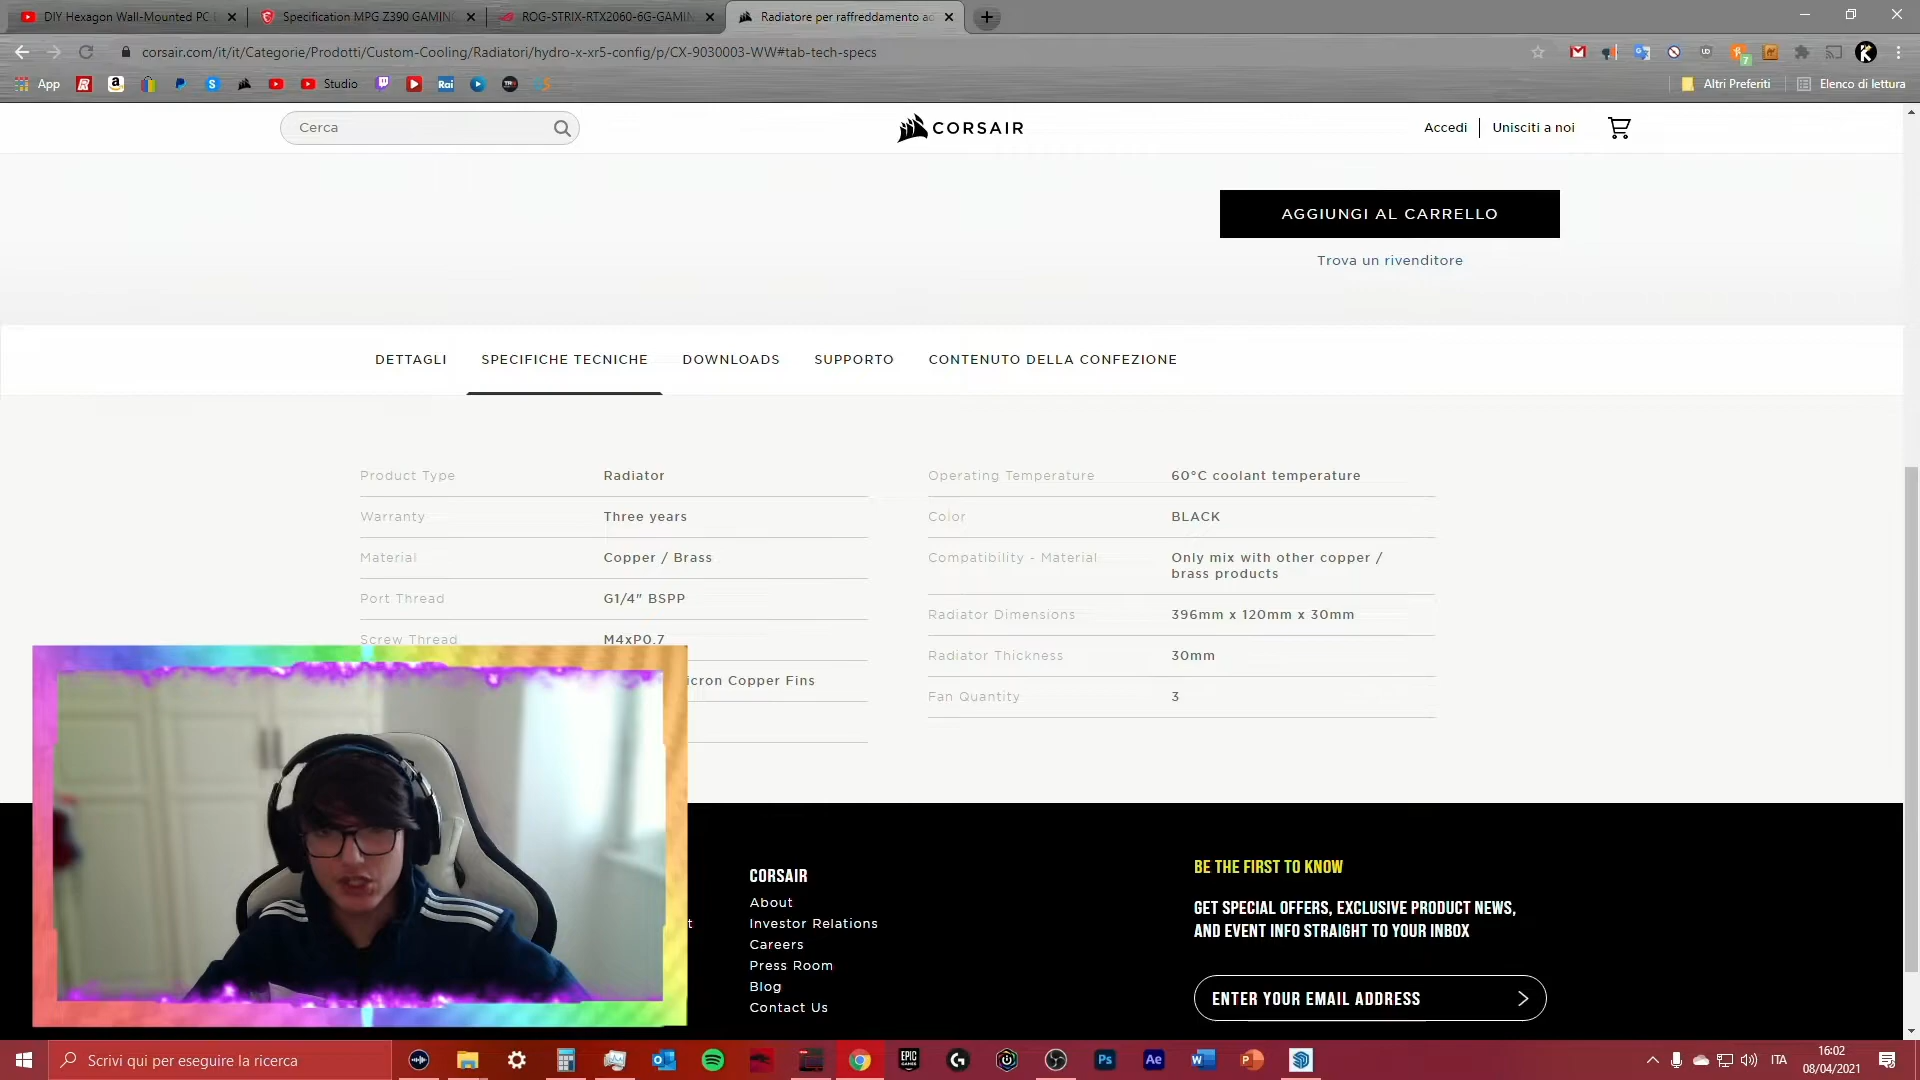 DIY Hexagon Wall-Mounted PC
Specification MPG Z390 GAMING
ROG-STRIX-RTX2060-6G-GAMIN
Radiatore per raffreddamento ad
corsair.com/it/it/Categorie/Prodotti/Custom-Cooling/Radiatori/hydro-x-xr5-config/p/CX-9030003-WW#tab-tech-specs
App
Studio
Rai
Altri Preferiti
Elenco di lettura
Cerca
CORSAIR
Accedi
Unisciti a noi
AGGIUNGI AL CARRELLO
Trova un rivenditore
DETTAGLI
SPECIFICHE TECNICHE
DOWNLOADS
SUPPORTO
CONTENUTO DELLA CONFEZIONE
Product Type Radiator
Warranty Three years
Material Copper / Brass
Port Thread G1/4" BSPP
Screw Thread M4xP0.7
icron Copper Fins
Operating Temperature 60°C coolant temperature
Color BLACK
Compatibility - Material Only mix with other copper /
brass products
Radiator Dimensions 396mm x 120mm x 30mm
Radiator Thickness 30mm
Fan Quantity 3
t
CORSAIR
About
Investor Relations
Careers
Press Room
Blog
Contact Us
BE THE FIRST TO KNOW
GET SPECIAL OFFERS, EXCLUSIVE PRODUCT NEWS,
AND EVENT INFO STRAIGHT TO YOUR INBOX
ENTER YOUR EMAIL ADDRESS
Scrivi qui per eseguire la ricerca
EPIC
GAMES
Ps
Ae
ITA
16:02
08/04/2021